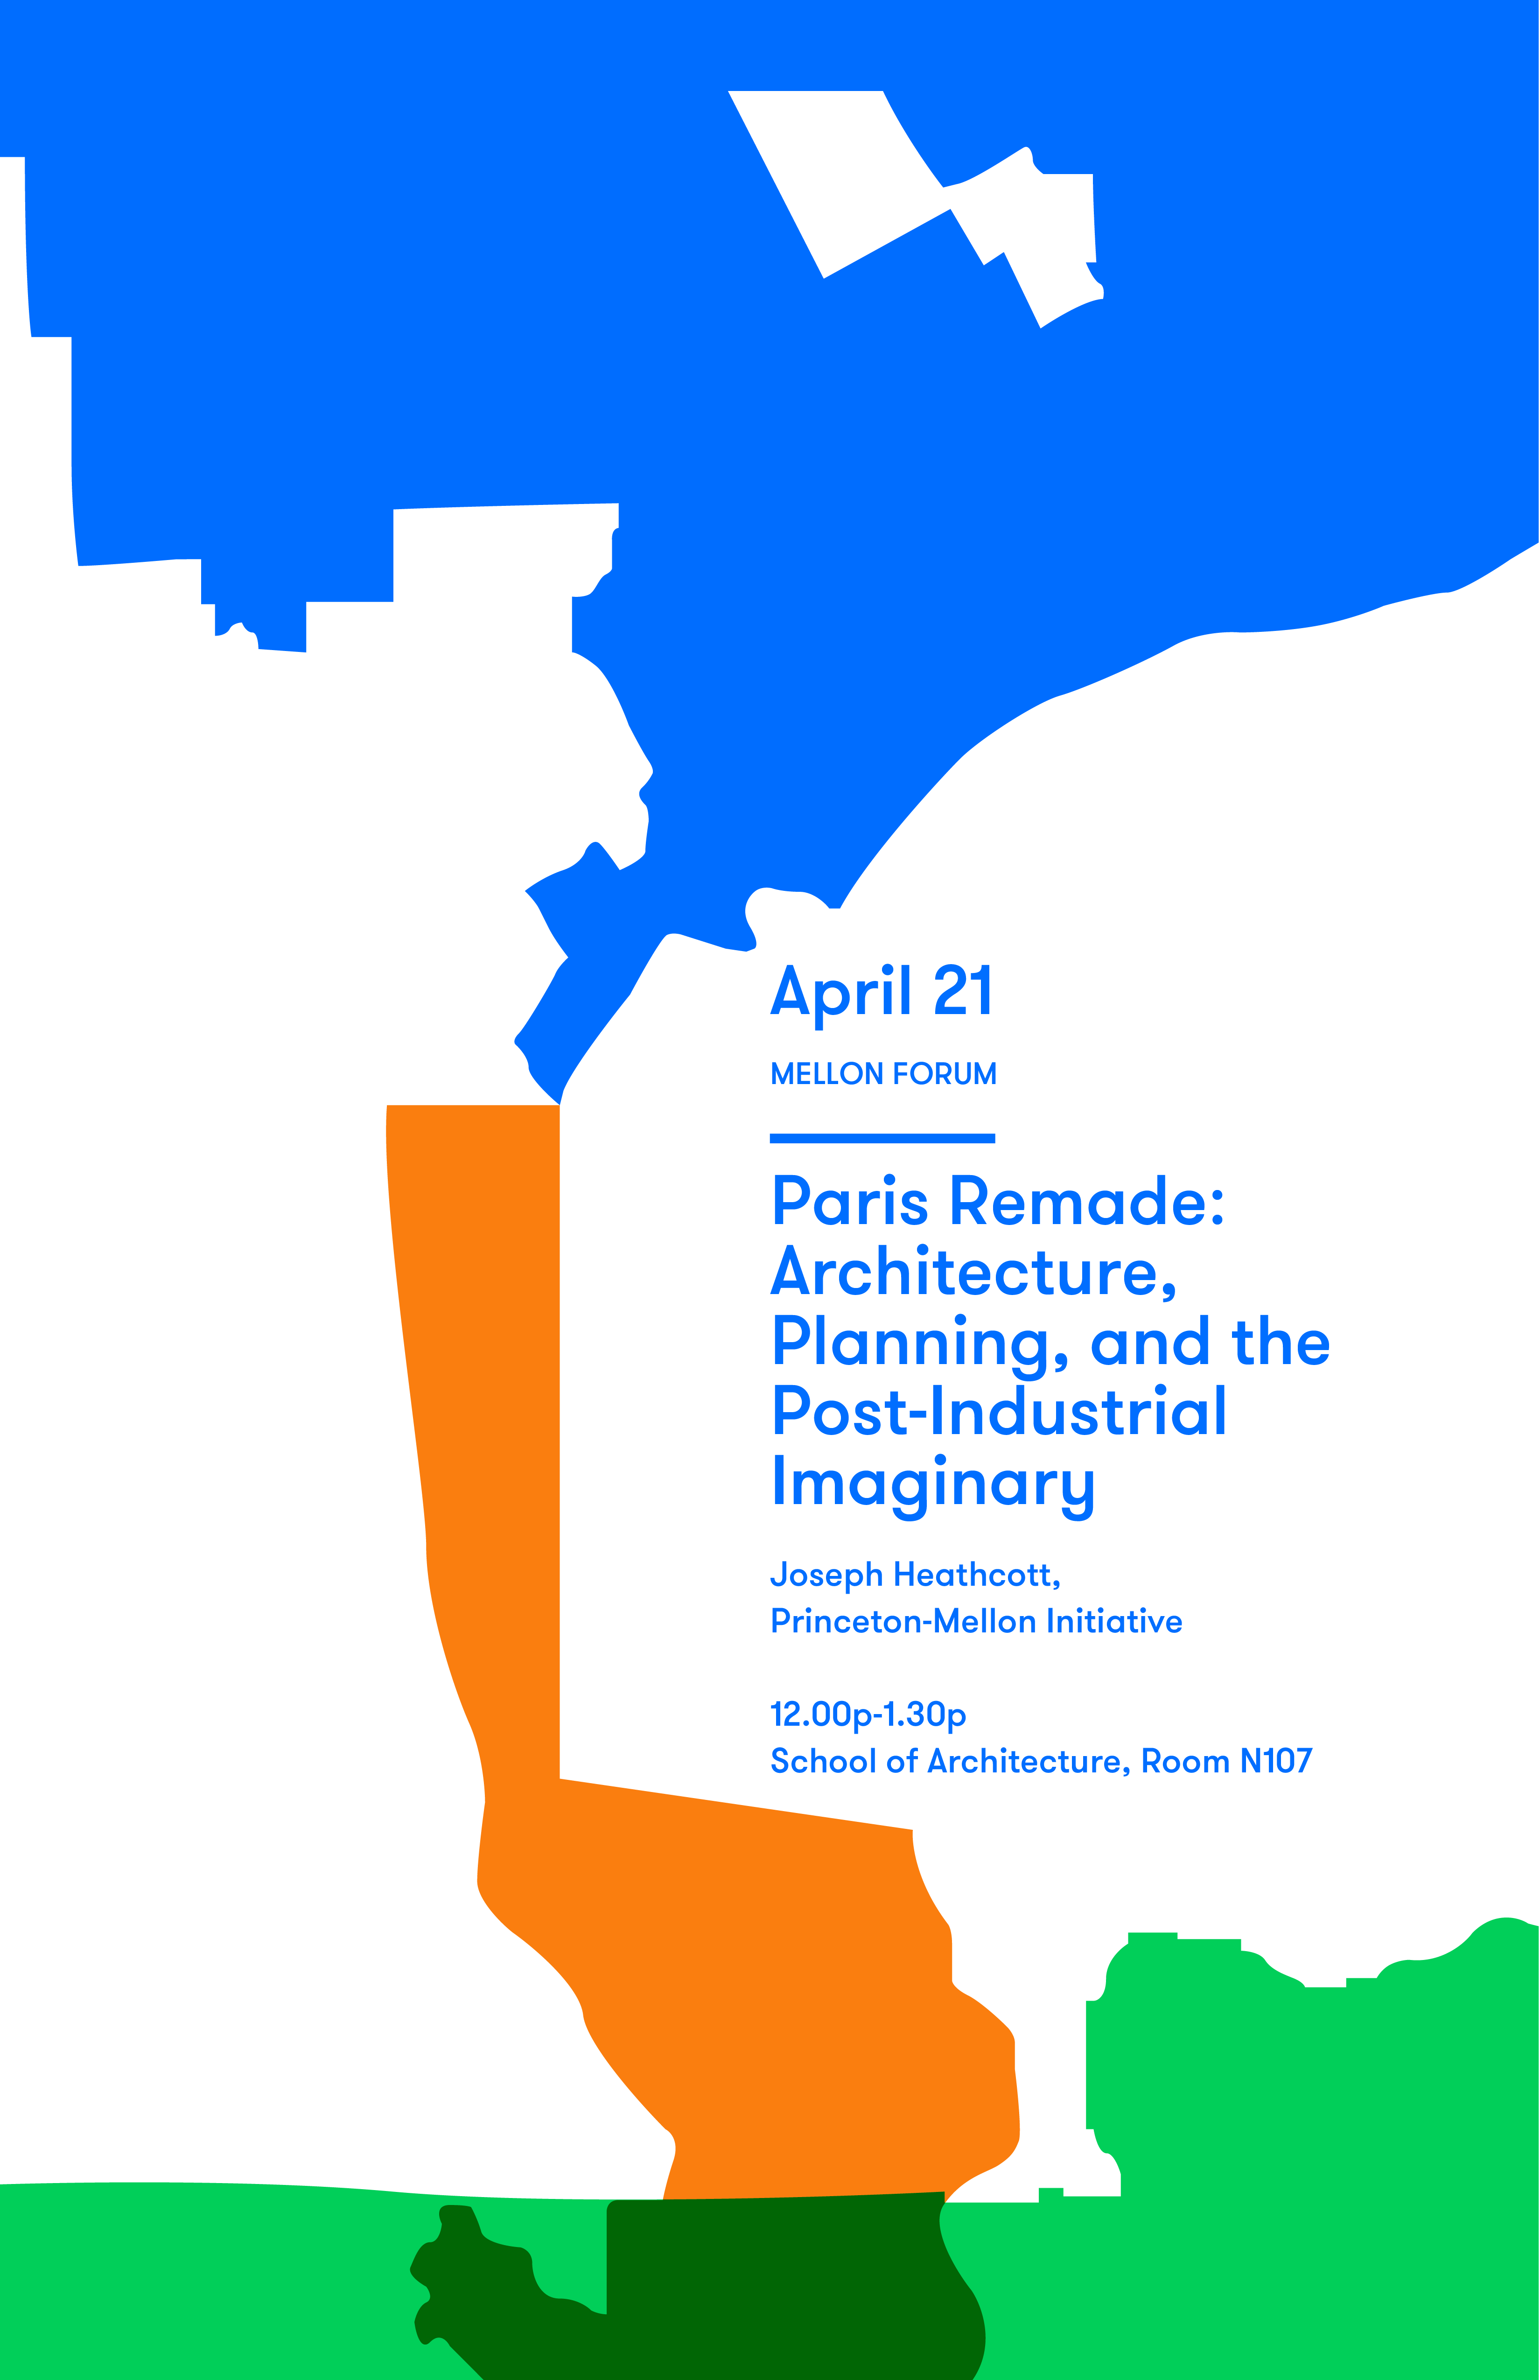 April 21
MELLON FORUM
Paris Remade:
Architecture,
Planning, and the
Post-Industrial
Imaginary
Joseph Heathcott,
Princeton-Mellon Initiative
12.00p-1.30p
School of Architecture, Room N107